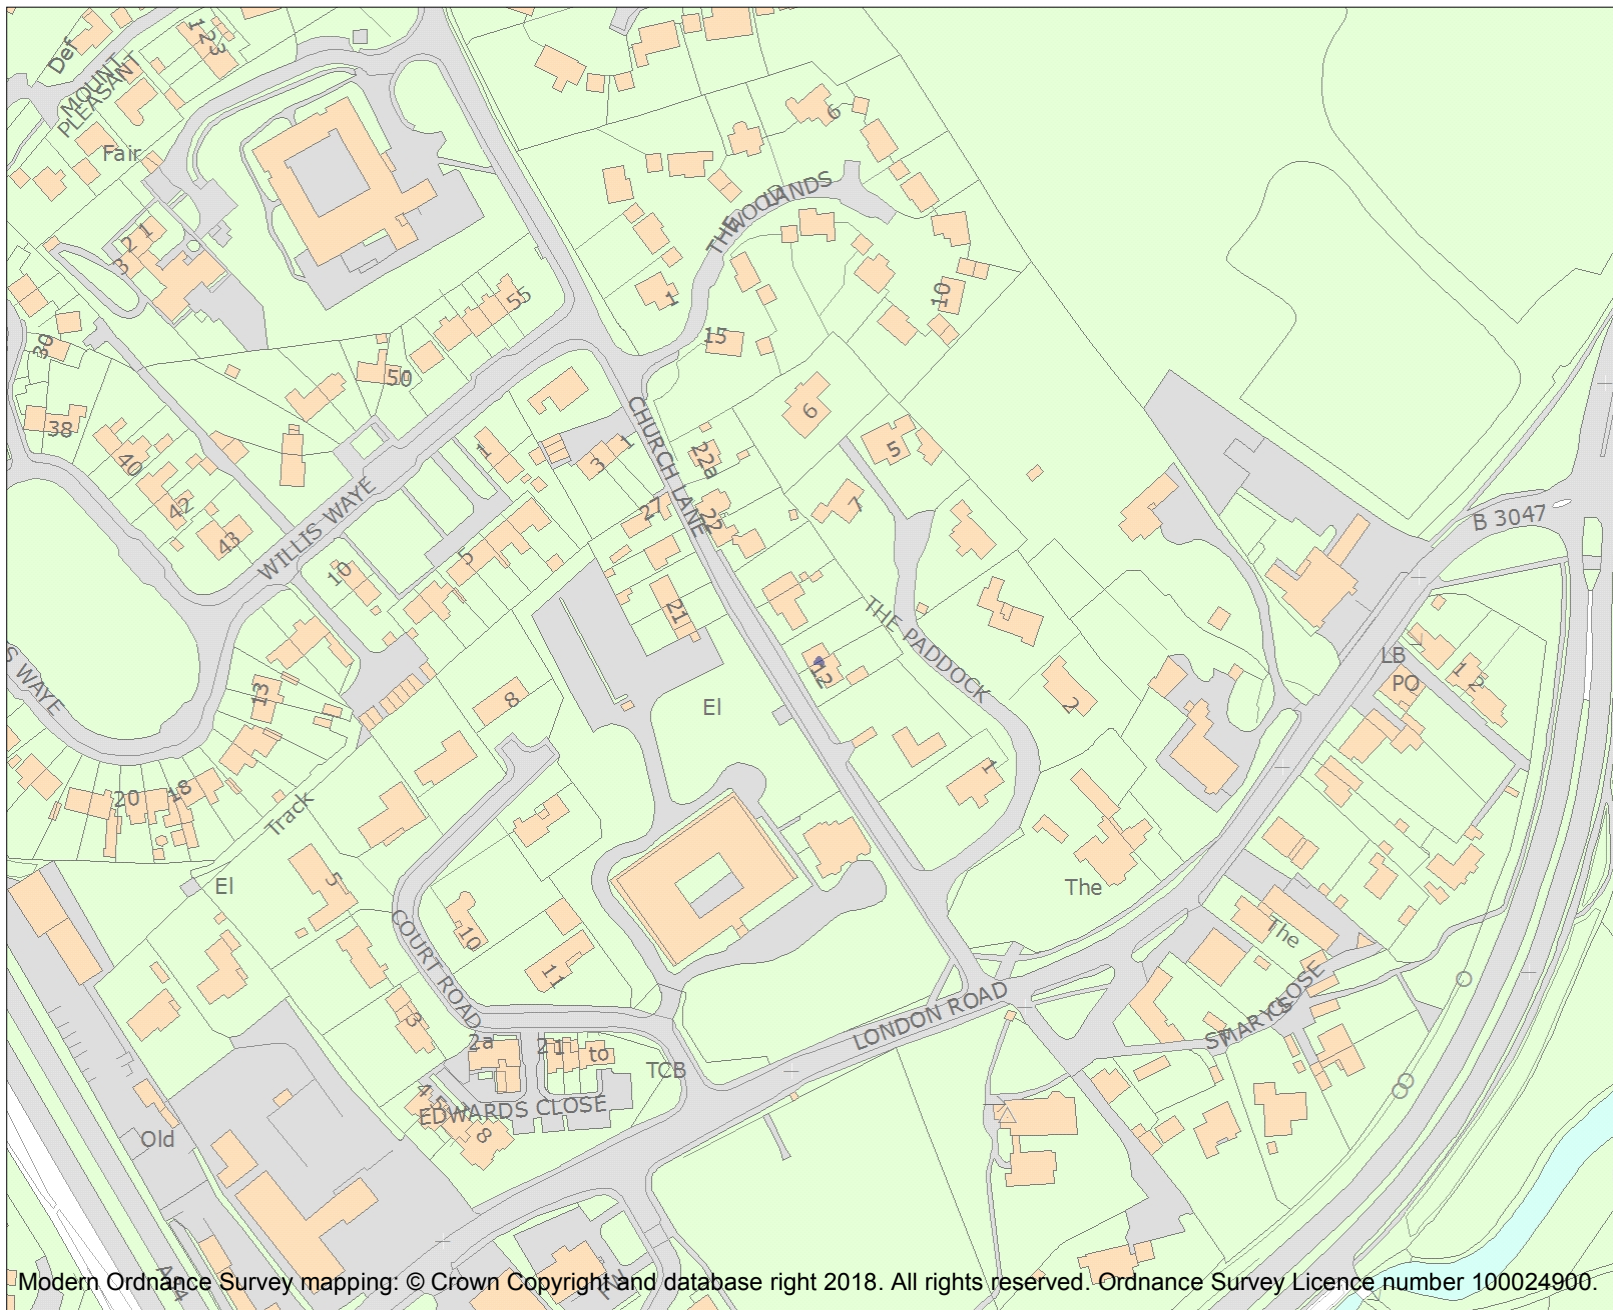 Def
MOUNT
PLEASANT
1 2 3
Fair
2 1
3
6
THE WOODLANDS
1
15
10
55
50
30
38
40
42
43
WILLIS WAYE
10
5
1
3 1
CHURCH LANE
22a
22
27
21
6
5
7
THE PADDOCK
12
2
1
B 3047
LB
PO
1 2
S WAYE
13
8
El
20
18
Track
El
5
COURT ROAD
10
11
3
2a
2 1 to
TCB
4 5
EDWARDS CLOSE
8
The
The
LONDON ROAD
ST MARYS CLOSE
Old
A34
Modern Ordnance Survey mapping: © Crown Copyright and database right 2018. All rights reserved. Ordnance Survey Licence number 100024900.